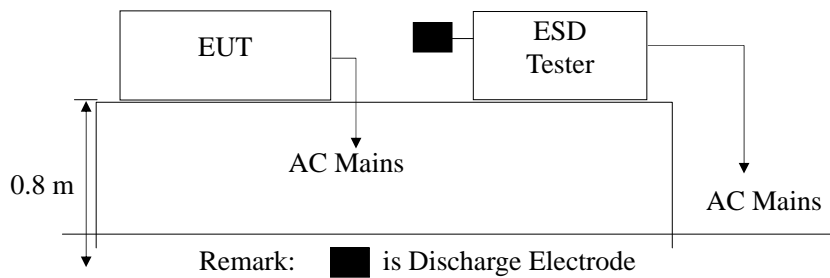 EUT
ESD
Tester
AC Mains
0.8 m
AC Mains
Remark: is Discharge Electrode